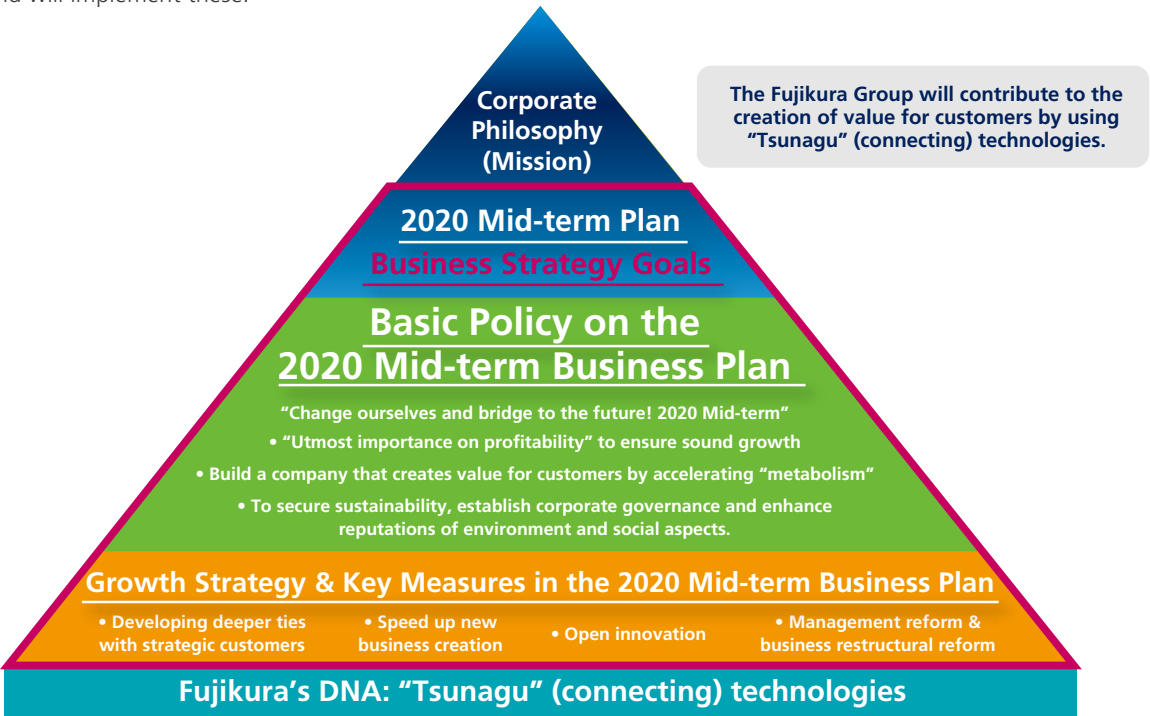 nd will implement these.
Corporate
Philosophy
(Mission)
The Fujikura Group will contribute to the
creation of value for customers by using
“Tsunagu” (connecting) technologies.
2020 Mid-term Plan
Business Strategy Goals
Basic Policy on the
2020 Mid-term Business Plan
“Change ourselves and bridge to the future! 2020 Mid-term”
• “Utmost importance on profitability” to ensure sound growth
• Build a company that creates value for customers by accelerating “metabolism”
• To secure sustainability, establish corporate governance and enhance
reputations of environment and social aspects.
Growth Strategy & Key Measures in the 2020 Mid-term Business Plan
• Developing deeper ties
with strategic customers
• Speed up new
business creation
• Open innovation
• Management reform &
business restructural reform
Fujikura’s DNA: “Tsunagu” (connecting) technologies